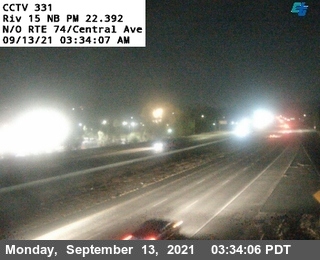 CCTV 331
Riv 15 NB PM 22.392
N/O RTE 74/Central Ave
09/13/21 03:34:07 AM
Monday, September 13, 2021 03:34:06 PDT